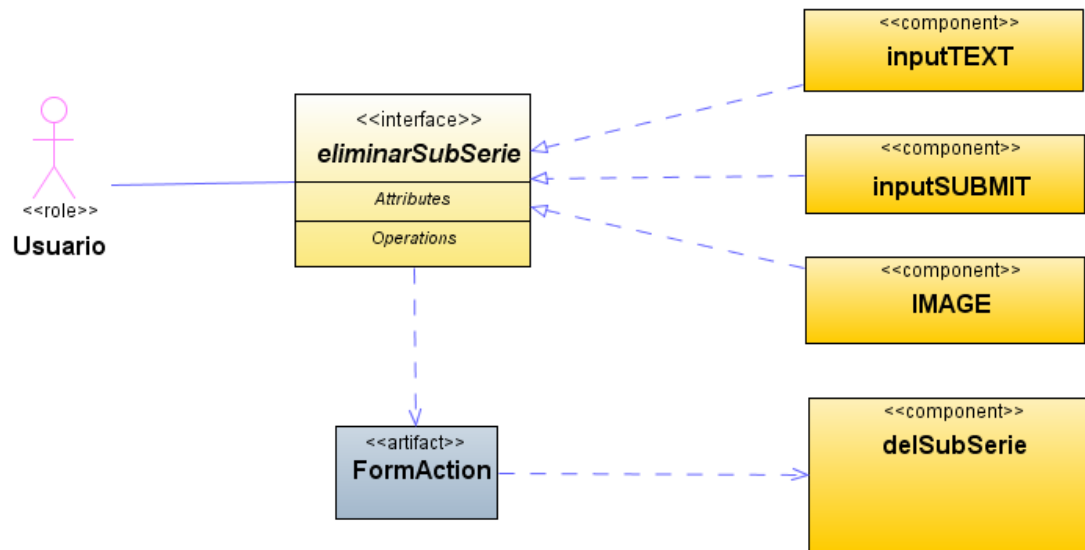 <<component>>
inputTEXT
<<interface>>
eliminarSubSerie
Attributes
Operations
<<component>>
inputSUBMIT
<<role>>
Usuario
<<component>>
IMAGE
<<artifact>>
FormAction
<<component>>
delSubSerie